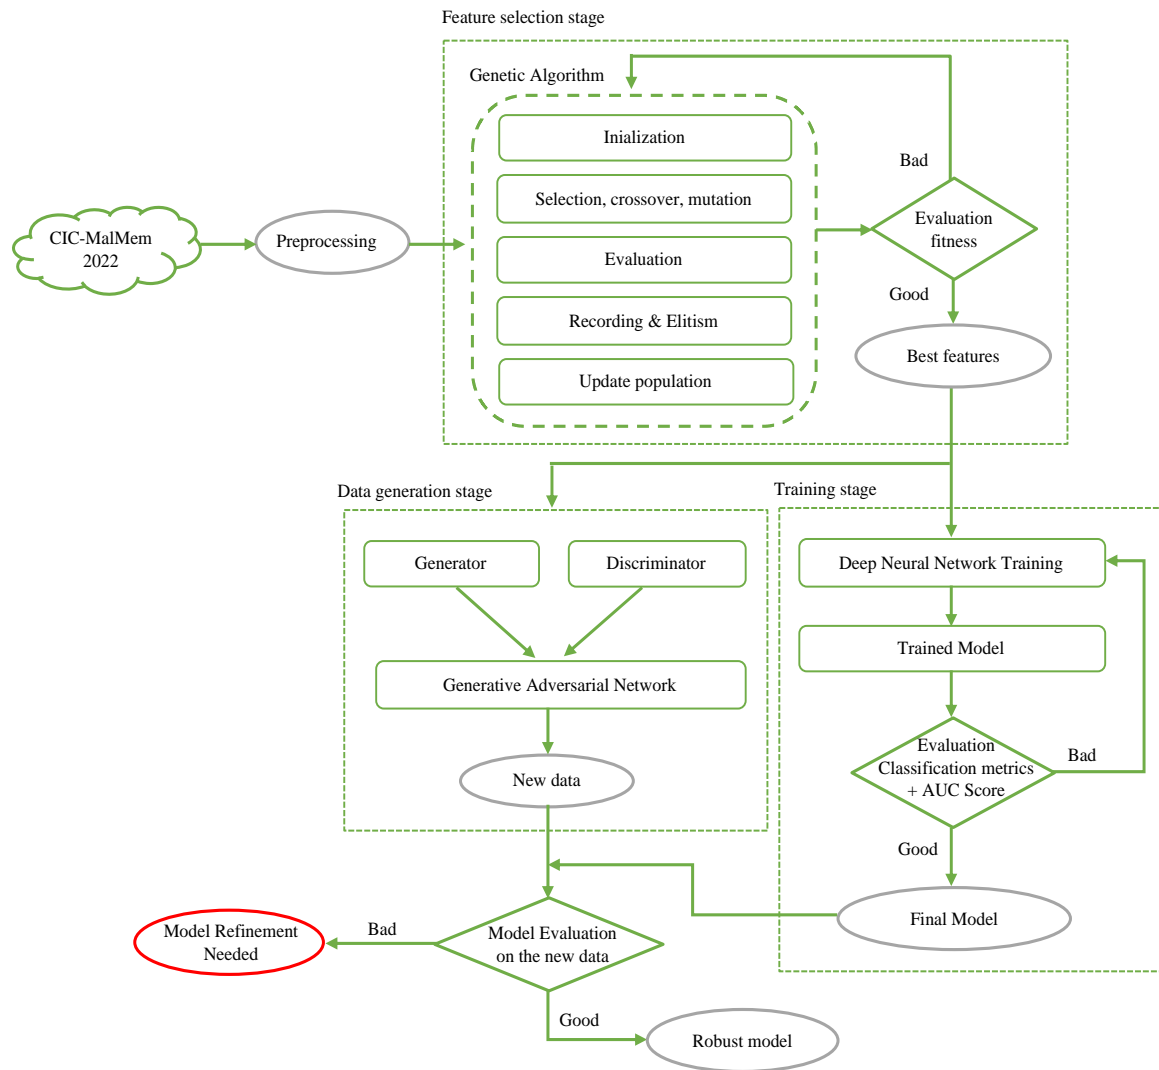 Feature selection stage
Genetic Algorithm
Inialization
Selection, crossover, mutation
Evaluation
Recording & Elitism
Update population
Bad
Evaluation
fitness
Good
Best features
CIC-MalMem
2022
Preprocessing
Data generation stage
Generator
Discriminator
Generative Adversarial Network
New data
Training stage
Deep Neural Network Training
Trained Model
Evaluation
Classification metrics
+ AUC Score
Bad
Good
Final Model
Model Evaluation
on the new data
Bad
Model Refinement
Needed
Good
Robust model